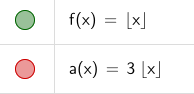 f(x) = ⌊x⌋
a(x) = 3 ⌊x⌋